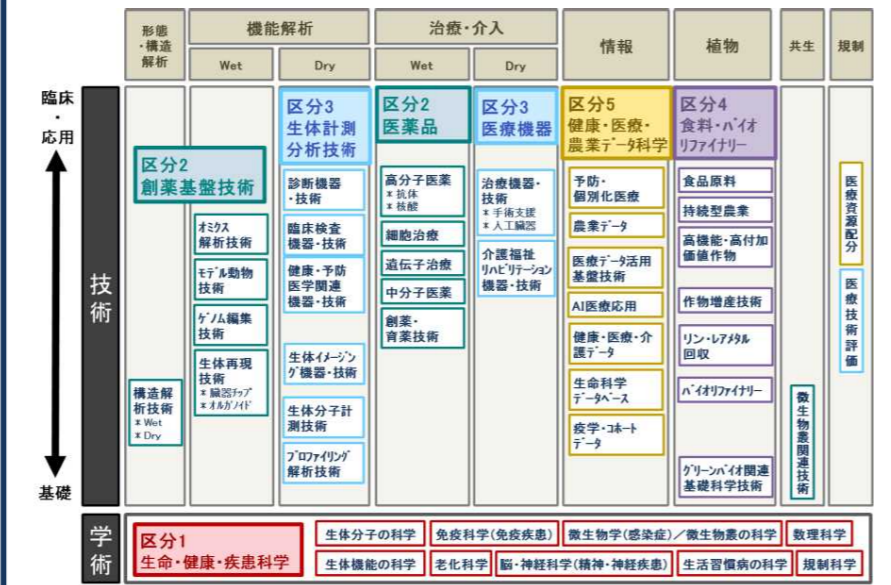 形態
・構造
解析
機能解析
Wet
Dry
治療・介入
Wet
Dry
情報
植物
共生
規制
臨床
・
応用
基礎
技術
区分2
創薬基盤技術
構造解
析技術
* Wet
* Dry
オミクス
解析技術
モデル動物
技術
ゲノム編集
技術
生体再現
技術
* 臓器チップ
* オルガノイド
区分3
生体計測
分析技術
診断機器
・技術
臨床検査
機器・技術
健康・予防
医学関連
機器・技術
生体イメージン
グ機器・技術
生体分子計
測技術
プロファイリング
解析技術
区分2
医薬品
高分子医薬
* 抗体
* 核酸
細胞治療
遺伝子治療
中分子医薬
創薬・
育薬技術
区分3
医療機器
治療機器・
技術
* 手術支援
* 人工臓器
介護福祉
リハビリテーション
機器・技術
区分5
健康・医療・
農業データ科学
予防・
個別化医療
農業データ
医療データ活用
基盤技術
AI医療応用
健康・医療・介
護データ
生命科学
データベース
疫学・コホート
データ
区分4
食料・バイオ
リファイナリー
食品原料
持続型農業
高機能・高付加
価値作物
作物増産技術
リン・レアメタル
回収
バイオリファイナリー
グリーンバイオ関連
基礎科学技術
微生物叢関連技術
医療資源配分
医療技術評価
学術
区分1
生命・健康・疾患科学
生体分子の科学
免疫科学(免疫疾患)
微生物学(感染症)/微生物叢の科学
数理科学
生体機能の科学
老化科学
脳・神経科学(精神・神経疾患)
生活習慣病の科学
規制科学